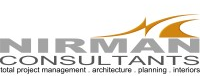 NIRMAN
CONSULTANTS
total project management . architecture . planning . interiors